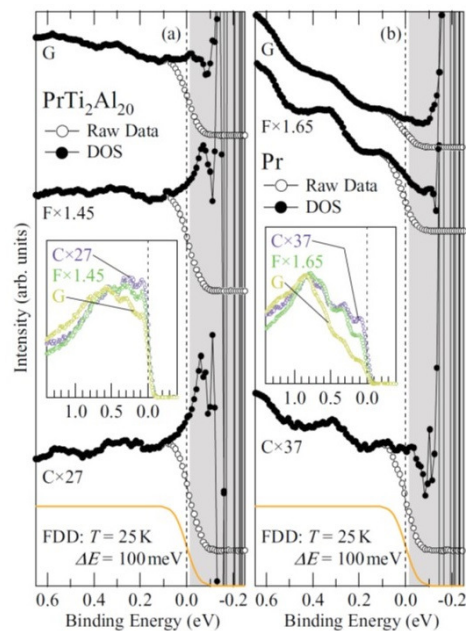 (a)
G
PrTi₂Al₂₀
Raw Data
DOS
F×1.45
C×27
F×1.45
G
1.0 0.5 0.0
C×27
FDD: T = 25 K
ΔE = 100 meV
0.6 0.4 0.2 0.0 -0.2
Binding Energy (eV)
Intensity (arb. units)
(b)
G
F×1.65
Pr
Raw Data
DOS
C×37
F×1.65
G
1.0 0.5 0.0
C×37
FDD: T = 25 K
ΔE = 100 meV
0.6 0.4 0.2 0.0 -0.2
Binding Energy (eV)